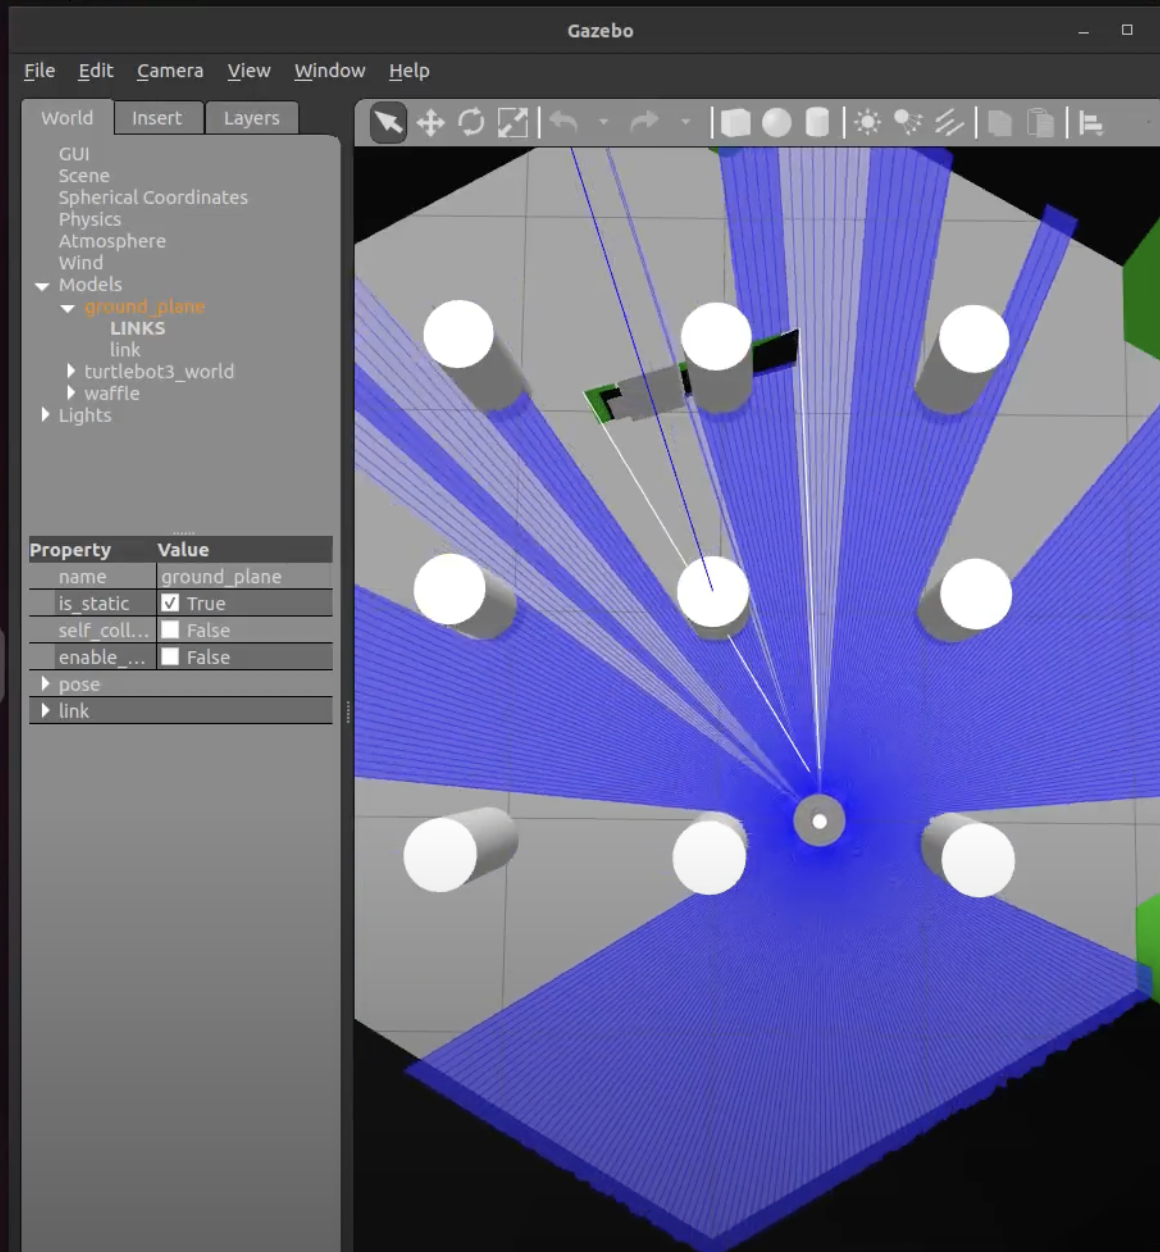 Gazebo
File Edit Camera View Window Help
World Insert Layers
GUI
Scene
Spherical Coordinates
Physics
Atmosphere
Wind
Models
ground_plane
LINKS
link
turtlebot3_world
waffle
Lights
Property Value
name ground_plane
is_static True
self_coll... False
enable_... False
pose
link